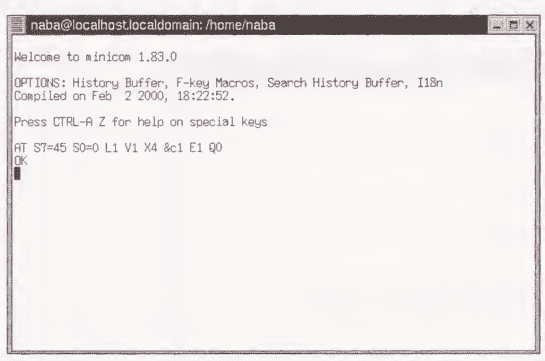 naba@localhost.localdomain: /home/naba
Welcome to minicom 1.83.0
OPTIONS: History Buffer, F-key Macros, Search History Buffer, I18n
Compiled on Feb 2 2000, 18:22:52.
Press CTRL-A Z for help on special keys
AT S7=45 S0=0 L1 V1 X4 &c1 E1 Q0
OK